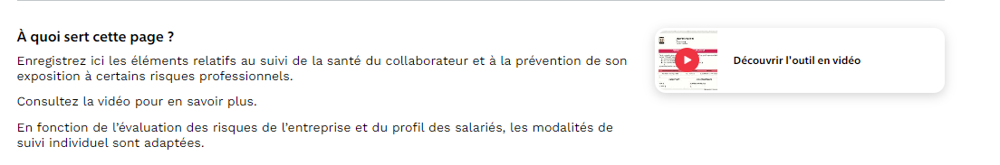 À quoi sert cette page ?
Enregistrez ici les éléments relatifs au suivi de la santé du collaborateur et à la prévention de son
exposition à certains risques professionnels.
Consultez la vidéo pour en savoir plus.
En fonction de l’évaluation des risques de l’entreprise et du profil des salariés, les modalités de
suivi individuel sont adaptées.
Découvrir l'outil en vidéo